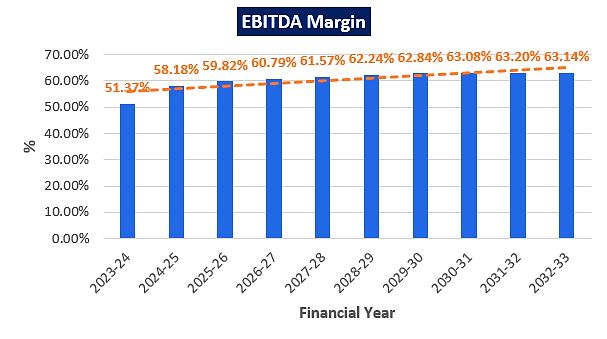 EBITDA Margin
70.00%
60.00%
50.00%
40.00%
30.00%
20.00%
10.00%
0.00%
%
51.37% 58.18% 59.82% 60.79% 61.57% 62.24% 62.84% 63.08% 63.20% 63.14%
2023-24 2024-25 2025-26 2026-27 2027-28 2028-29 2029-30 2030-31 2031-32 2032-33
Financial Year